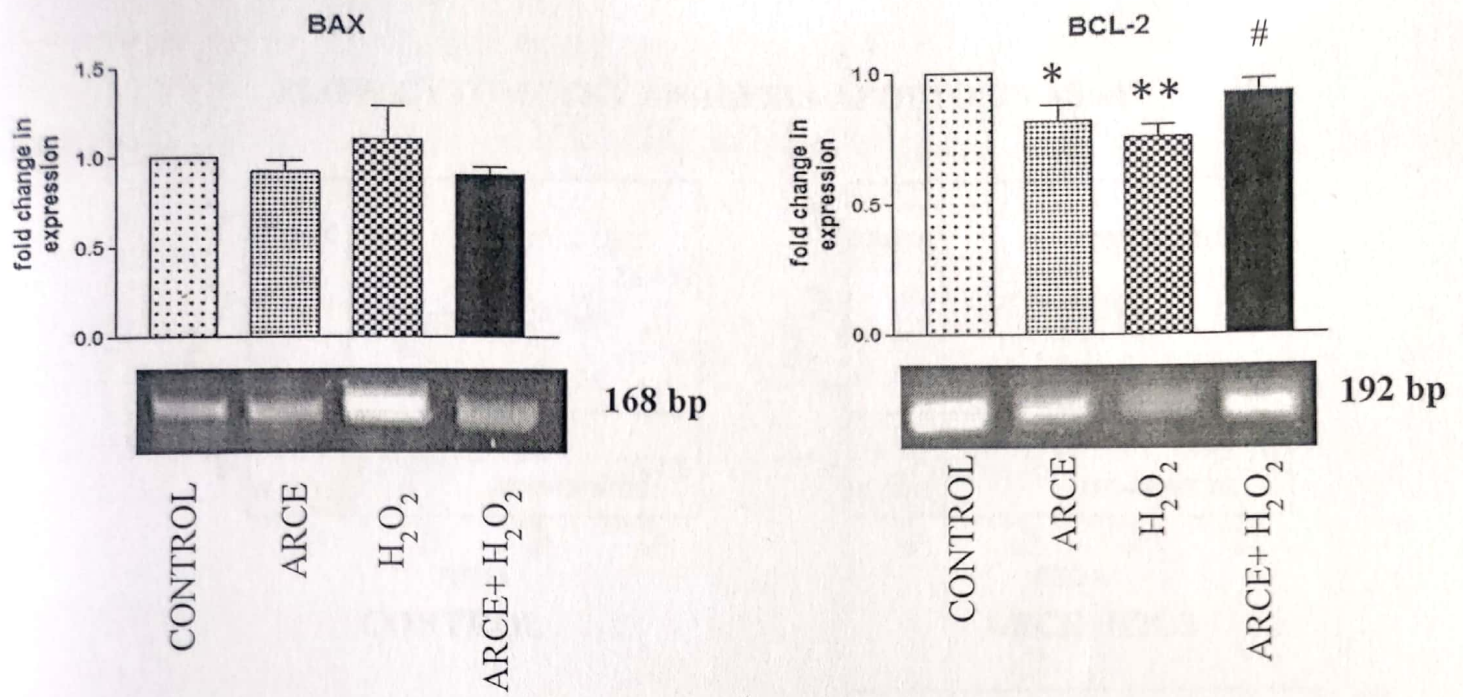 BAX
1.5
1.0
0.5
0.0
fold change in
expression
168 bp
CONTROL
ARCE
H2O2
ARCE+ H2O2
BCL-2
1.0
0.5
0.0
fold change in
expression
*
**
#
192 bp
CONTROL
ARCE
H2O2
ARCE+ H2O2